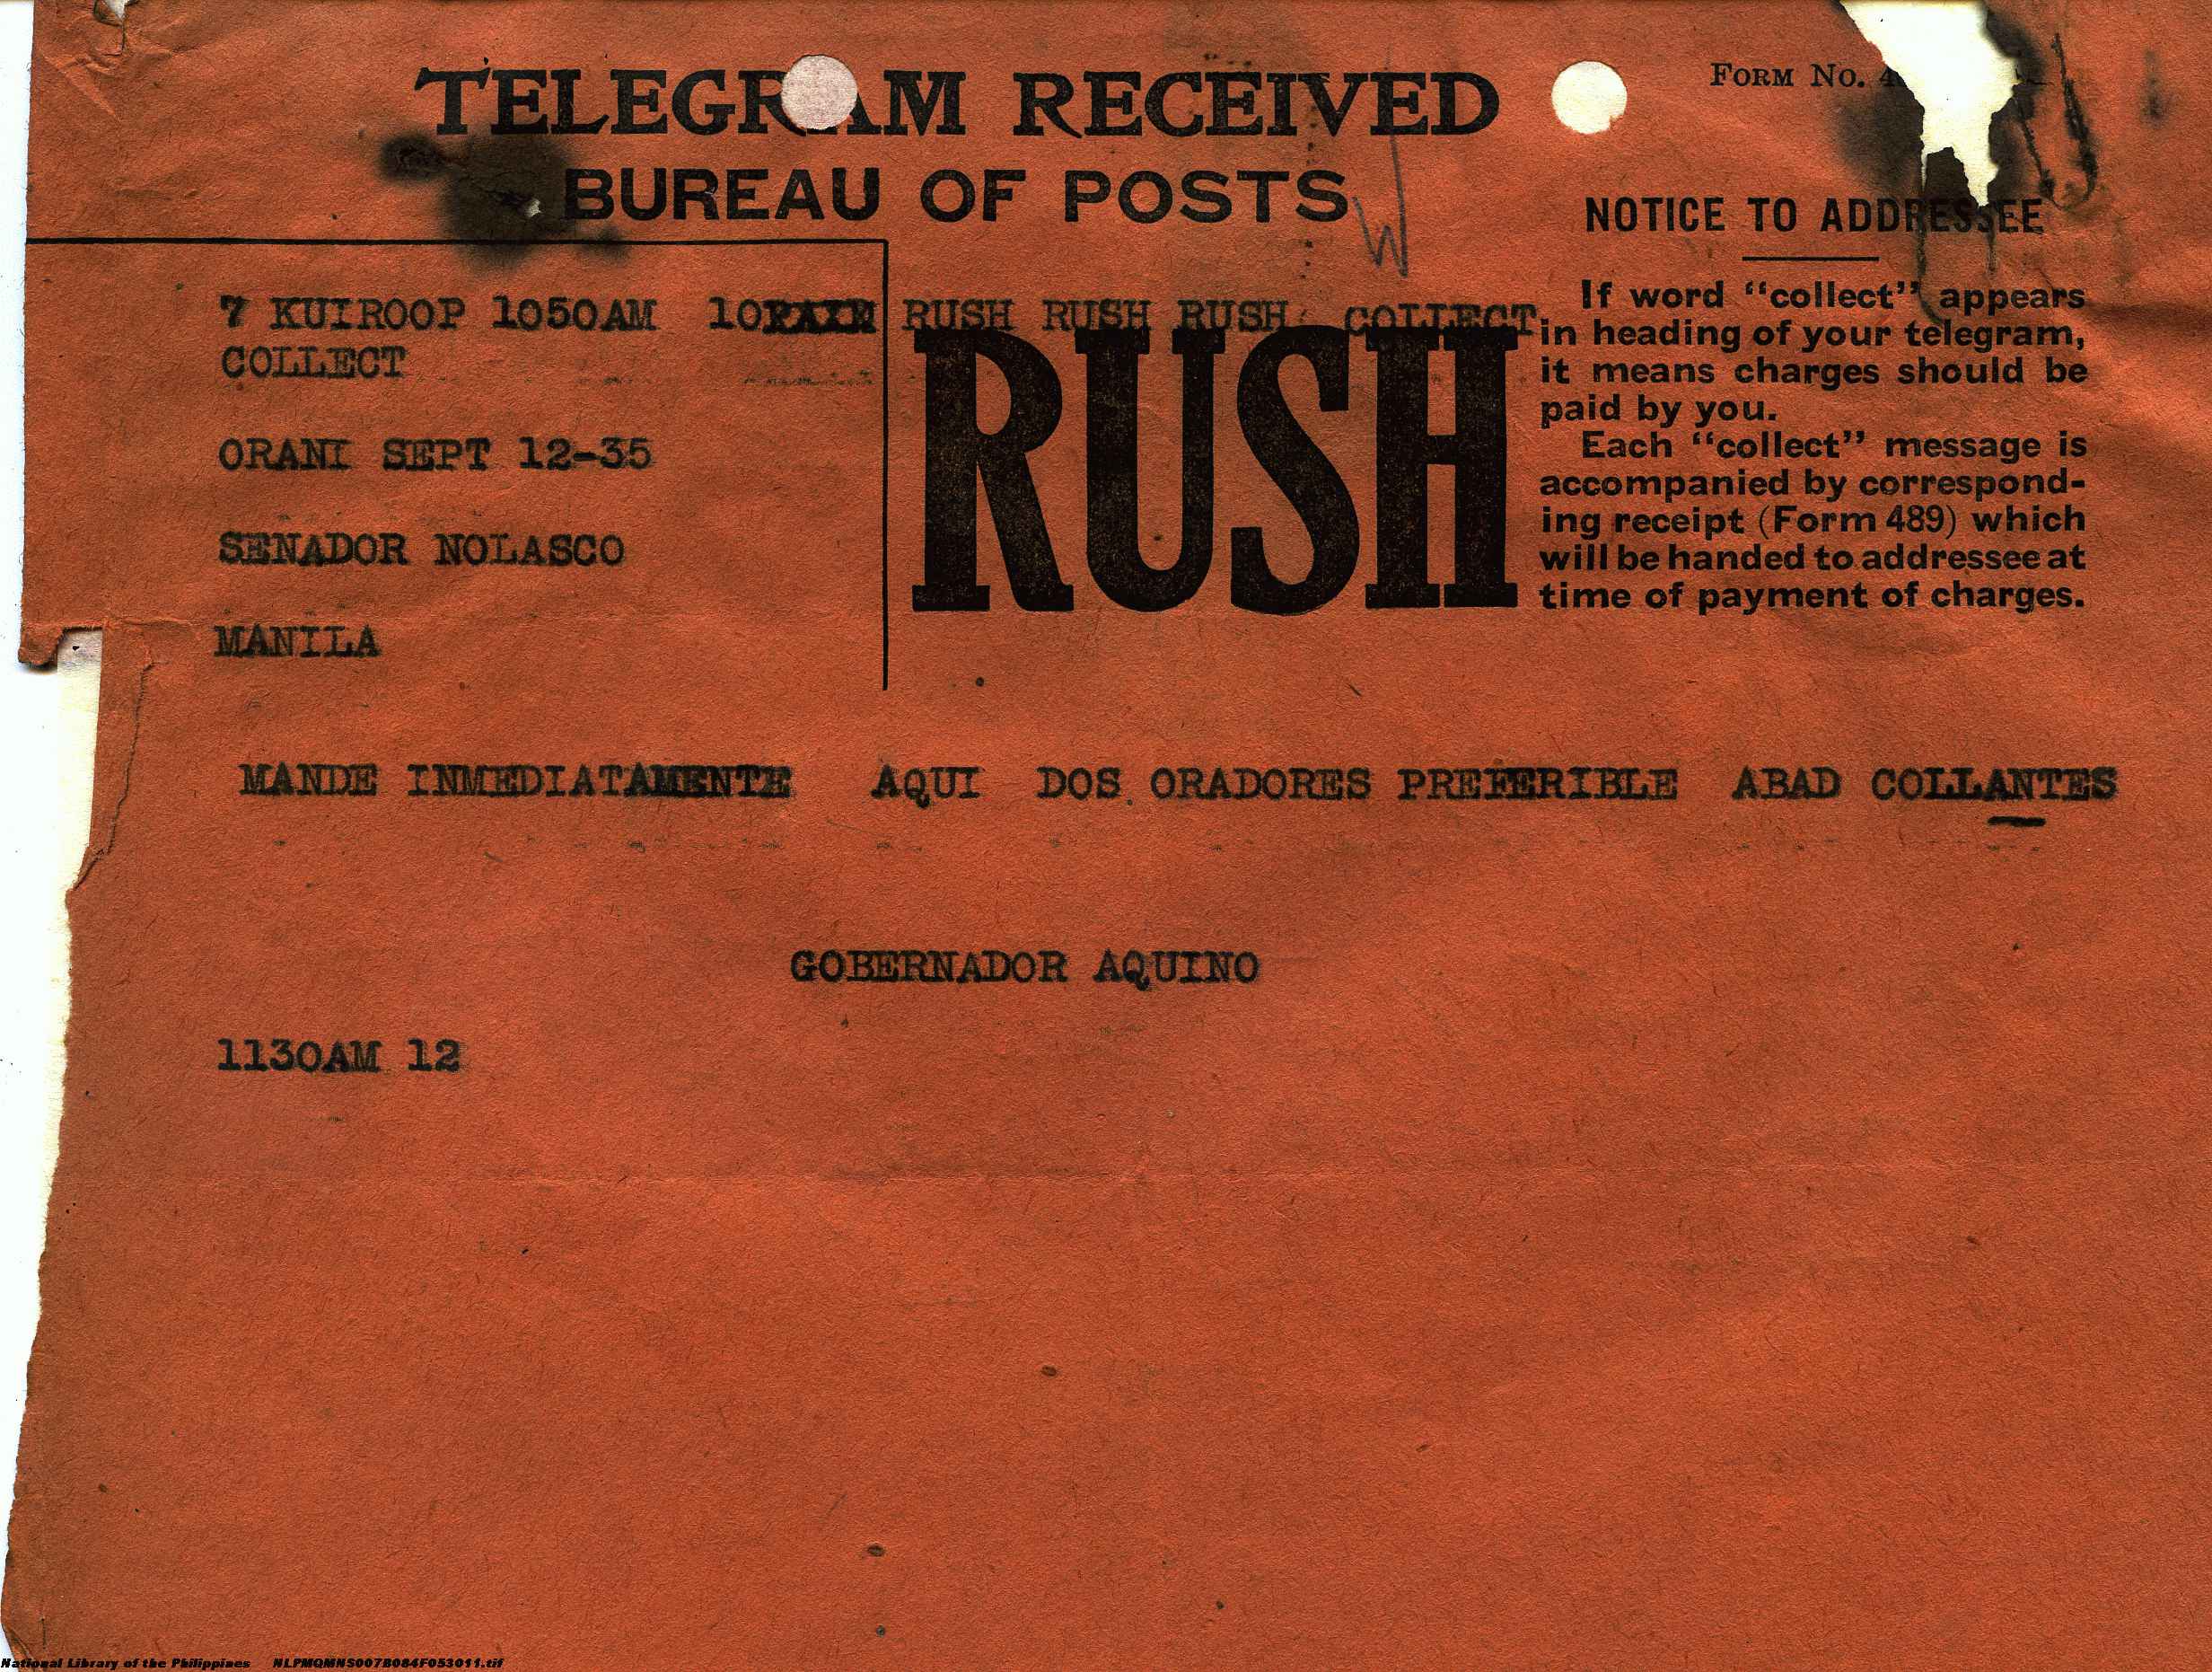 TELEGRAM RECEIVED
BUREAU OF POSTS
FORM NO. 4
NOTICE TO ADDRESSEE
If word "collect" appears
in heading of your telegram,
it means charges should be
paid by you.
Each "collect" message is
accompanied by correspond-
ing receipt (Form 489) which
will be handed to addressee at
time of payment of charges.
7 KUIROOP 1050AM 10 RUSH RUSH RUSH COLLECT
COLLECT
RUSH
ORANI SEPT 12-35
SENADOR NOLASCO
MANILA
MANDE INMEDIATAMENTE AQUI DOS ORADORES PREFERIBLE ABAD COLLANTES
GOBERNADOR AQUINO
1130AM 12
National Library of the Philippines NLPMQMNS007B084F053011.tif